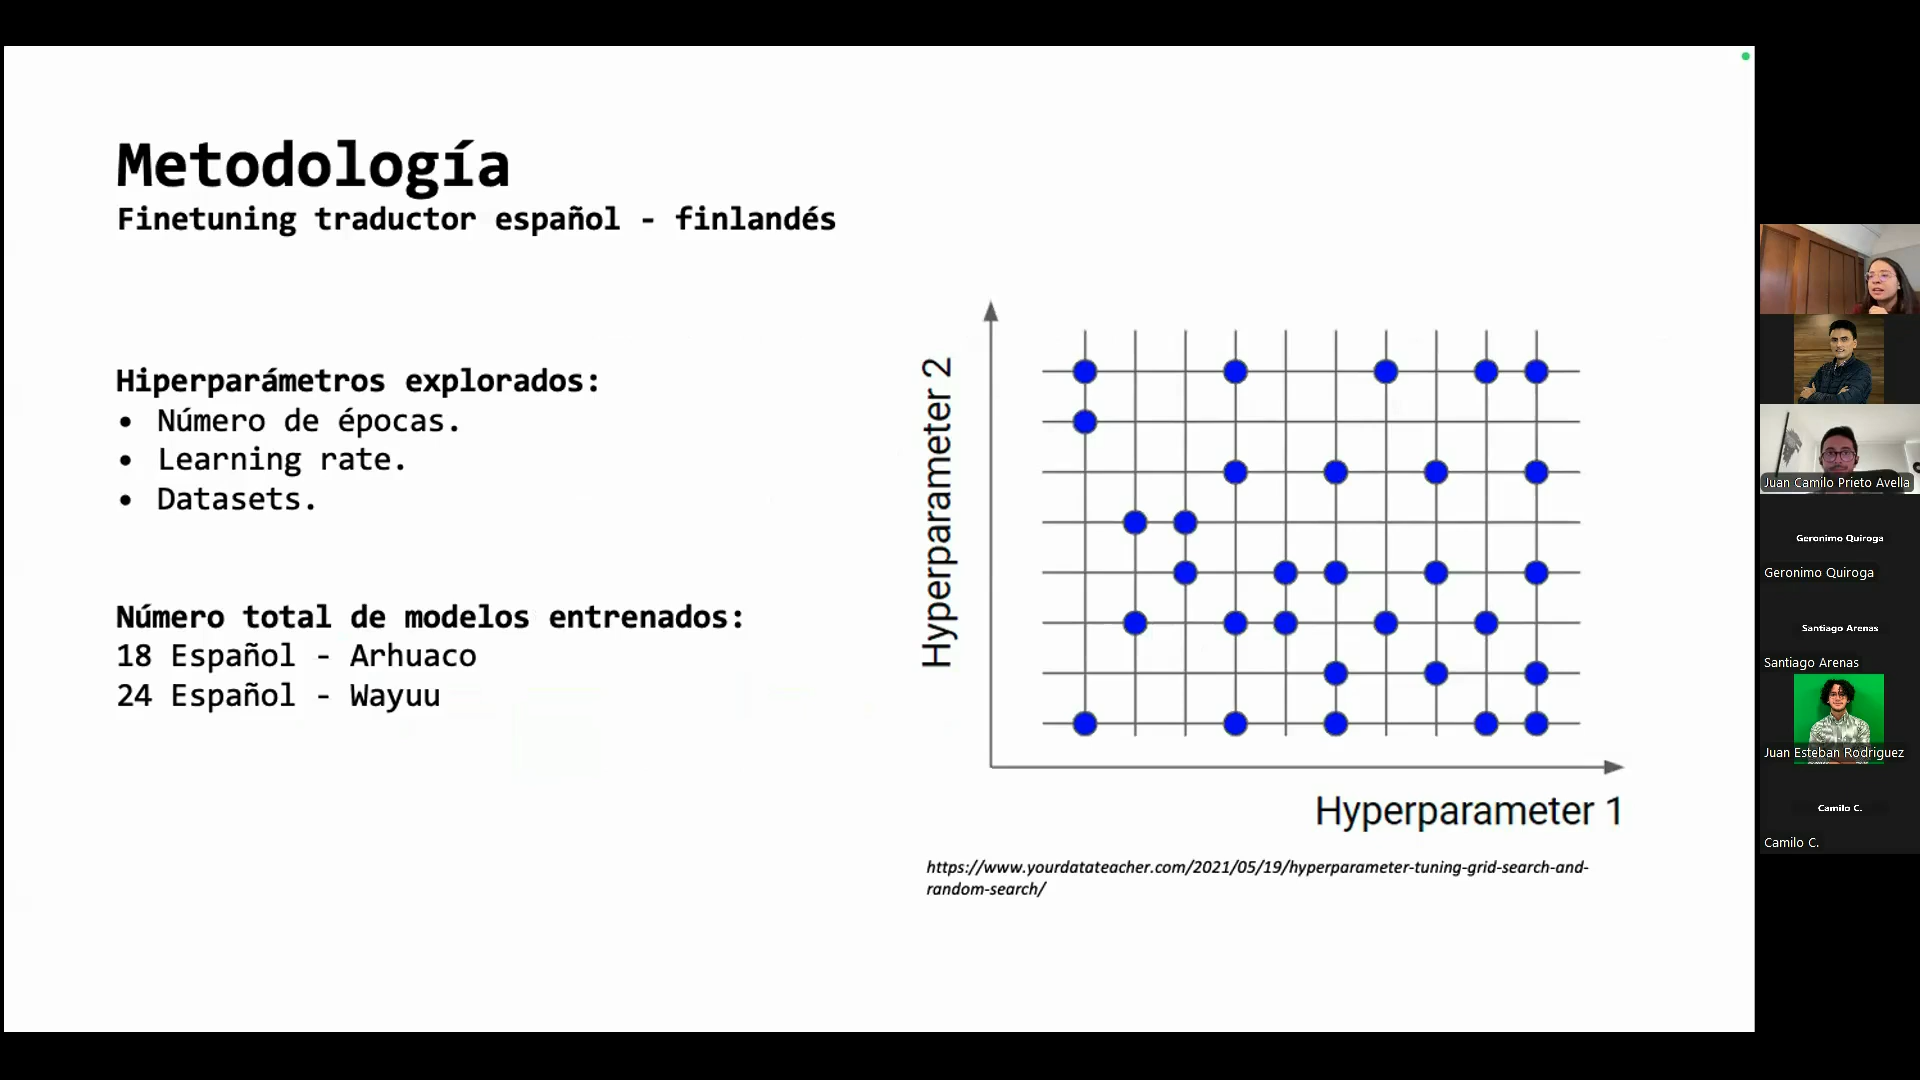 Metodología
Finetuning traductor español - finlandés
Hiperparámetros explorados:
• Número de épocas.
• Learning rate.
• Datasets.
Número total de modelos entrenados:
18 Español - Arhuaco
24 Español - Wayuu
Hyperparameter 2
Hyperparameter 1
https://www.yourdatateacher.com/2021/05/19/hyperparameter-tuning-grid-search-and-
random-search/
Juan Camilo Prieto Avella
Geronimo Quiroga
Geronimo Quiroga
Santiago Arenas
Santiago Arenas
Juan Esteban Rodriguez
Camilo C.
Camilo C.